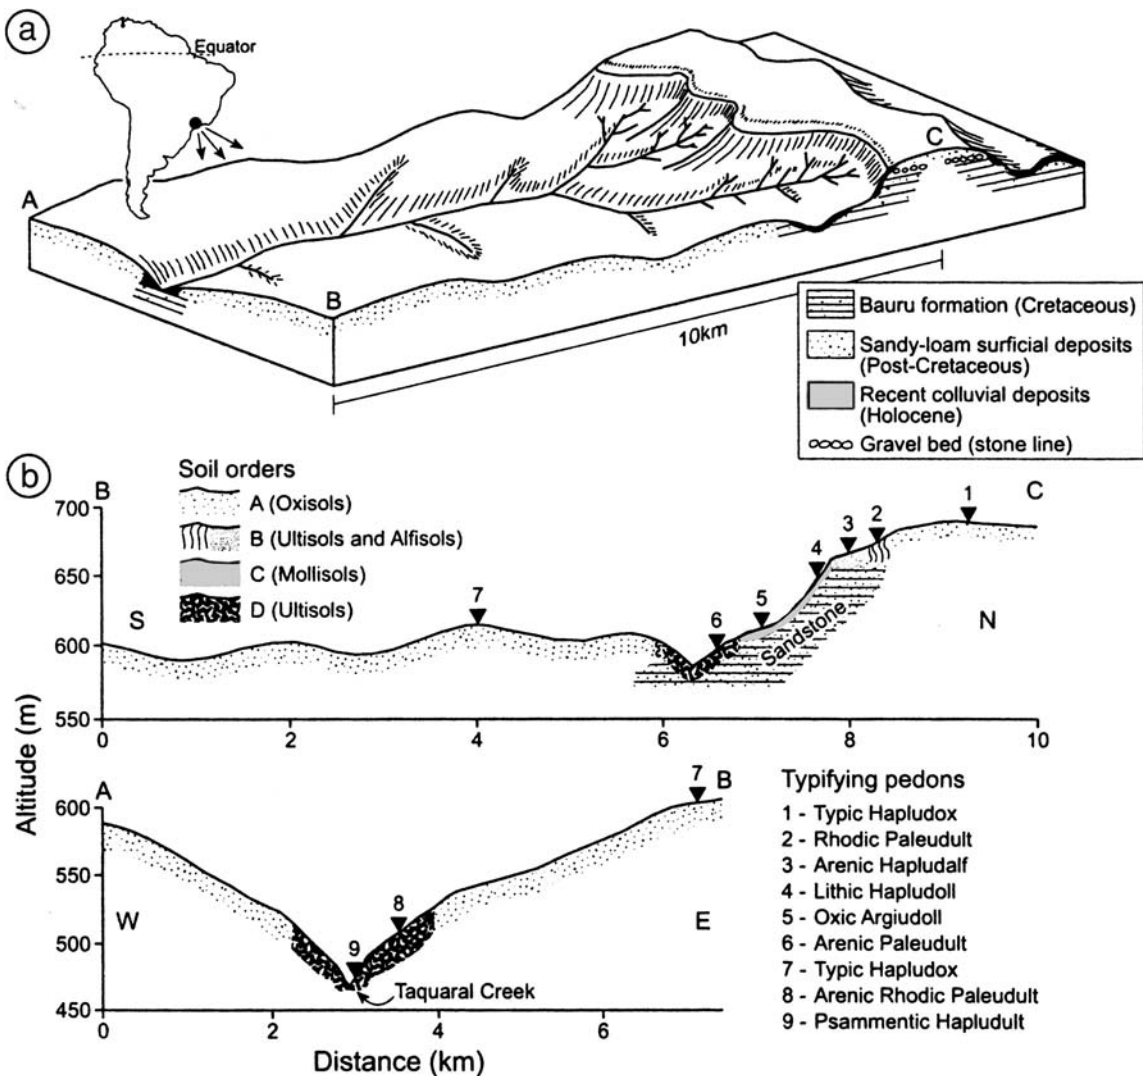 a
Equator
A
B
C
10km
Bauru formation (Cretaceous)
Sandy-loam surficial deposits
(Post-Cretaceous)
Recent colluvial deposits
(Holocene)
Gravel bed (stone line)
b
Soil orders
A (Oxisols)
B (Ultisols and Alfisols)
C (Mollisols)
D (Ultisols)
Altitude (m)
B
C
700
650
600
550
S
N
7
6
5
4
3
2
1
Sandstone
0
2
4
6
8
10
A
B
600
550
500
450
W
E
9
8
7
Taquaral Creek
0
2
4
6
Distance (km)
Typifying pedons
1 - Typic Hapludox
2 - Rhodic Paleudult
3 - Arenic Hapludalf
4 - Lithic Hapludoll
5 - Oxic Argiudoll
6 - Arenic Paleudult
7 - Typic Hapludox
8 - Arenic Rhodic Paleudult
9 - Psammentic Hapludult